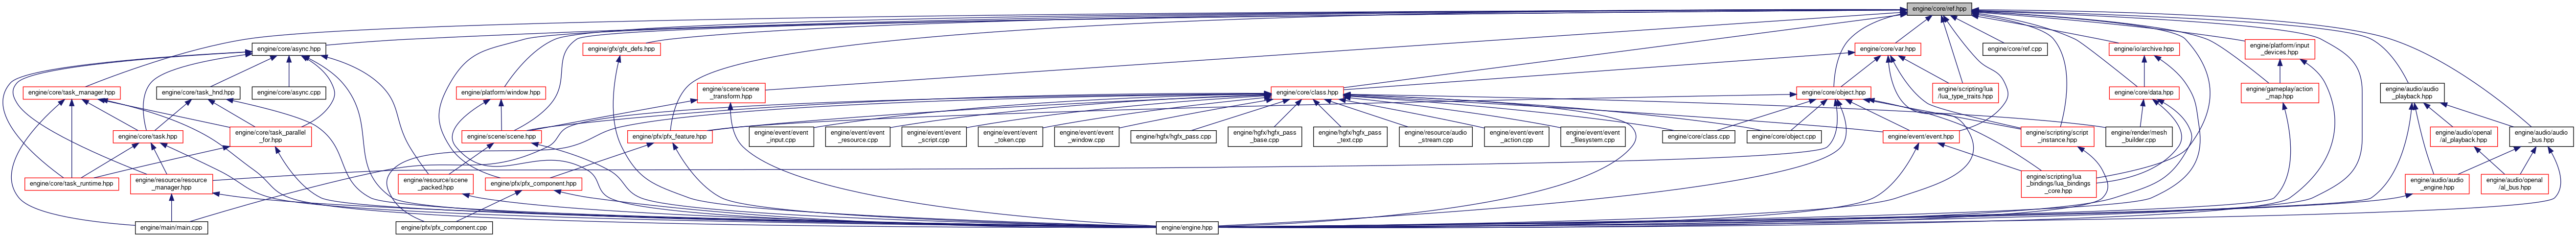 engine/core/ref.hpp
engine/core/async.hpp
engine/gfx/gfx_defs.hpp
engine/core/var.hpp
engine/core/ref.cpp
engine/io/archive.hpp
engine/platform/input
_devices.hpp
engine/core/task_manager.hpp
engine/core/task_hnd.hpp
engine/core/async.cpp
engine/platform/window.hpp
engine/scene/scene
_transform.hpp
engine/core/class.hpp
engine/core/object.hpp
engine/scripting/lua
/lua_type_traits.hpp
engine/core/data.hpp
engine/gameplay/action
_map.hpp
engine/audio/audio
_playback.hpp
engine/core/task.hpp
engine/core/task_parallel
_for.hpp
engine/scene/scene.hpp
engine/pfx/pfx_feature.hpp
engine/event/event
_input.cpp
engine/event/event
_resource.cpp
engine/event/event
_script.cpp
engine/event/event
_token.cpp
engine/event/event
_window.cpp
engine/hgfx/hgfx_pass.cpp
engine/hgfx/hgfx_pass
_base.cpp
engine/hgfx/hgfx_pass
_text.cpp
engine/resource/audio
_stream.cpp
engine/event/event
_action.cpp
engine/event/event
_filesystem.cpp
engine/core/class.cpp
engine/core/object.cpp
engine/event/event.hpp
engine/scripting/script
_instance.hpp
engine/render/mesh
_builder.cpp
engine/audio/openal
/al_playback.hpp
engine/audio/audio
_bus.hpp
engine/core/task_runtime.hpp
engine/resource/resource
_manager.hpp
engine/resource/scene
_packed.hpp
engine/pfx/pfx_component.hpp
engine/scripting/lua
_bindings/lua_bindings
_core.hpp
engine/audio/audio
_engine.hpp
engine/audio/openal
/al_bus.hpp
engine/main/main.cpp
engine/pfx/pfx_component.cpp
engine/engine.hpp